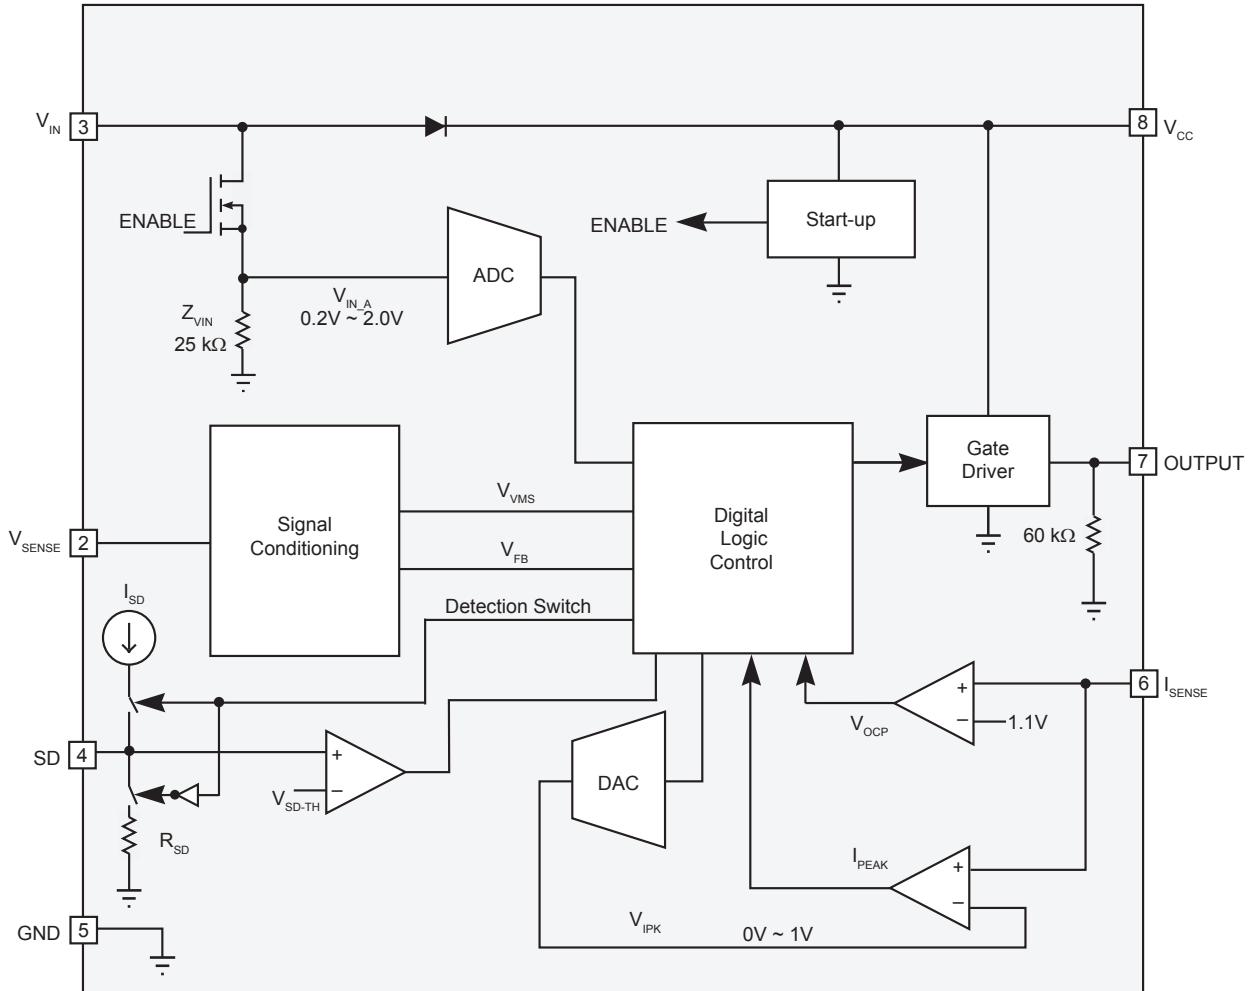 V_IN 3
8 V_CC
ENABLE
ENABLE
Start-up
ADC
V_IN_A
0.2V ~ 2.0V
Z_VIN
25 kΩ
Signal
Conditioning
V_VMS
V_FB
Digital
Logic
Control
Gate
Driver
7 OUTPUT
60 kΩ
V_SENSE 2
I_SD
Detection Switch
6 I_SENSE
+
−
1.1V
V_OCP
SD 4
+
−
V_SD-TH
DAC
R_SD
I_PEAK
+
−
GND 5
V_IPK
0V ~ 1V